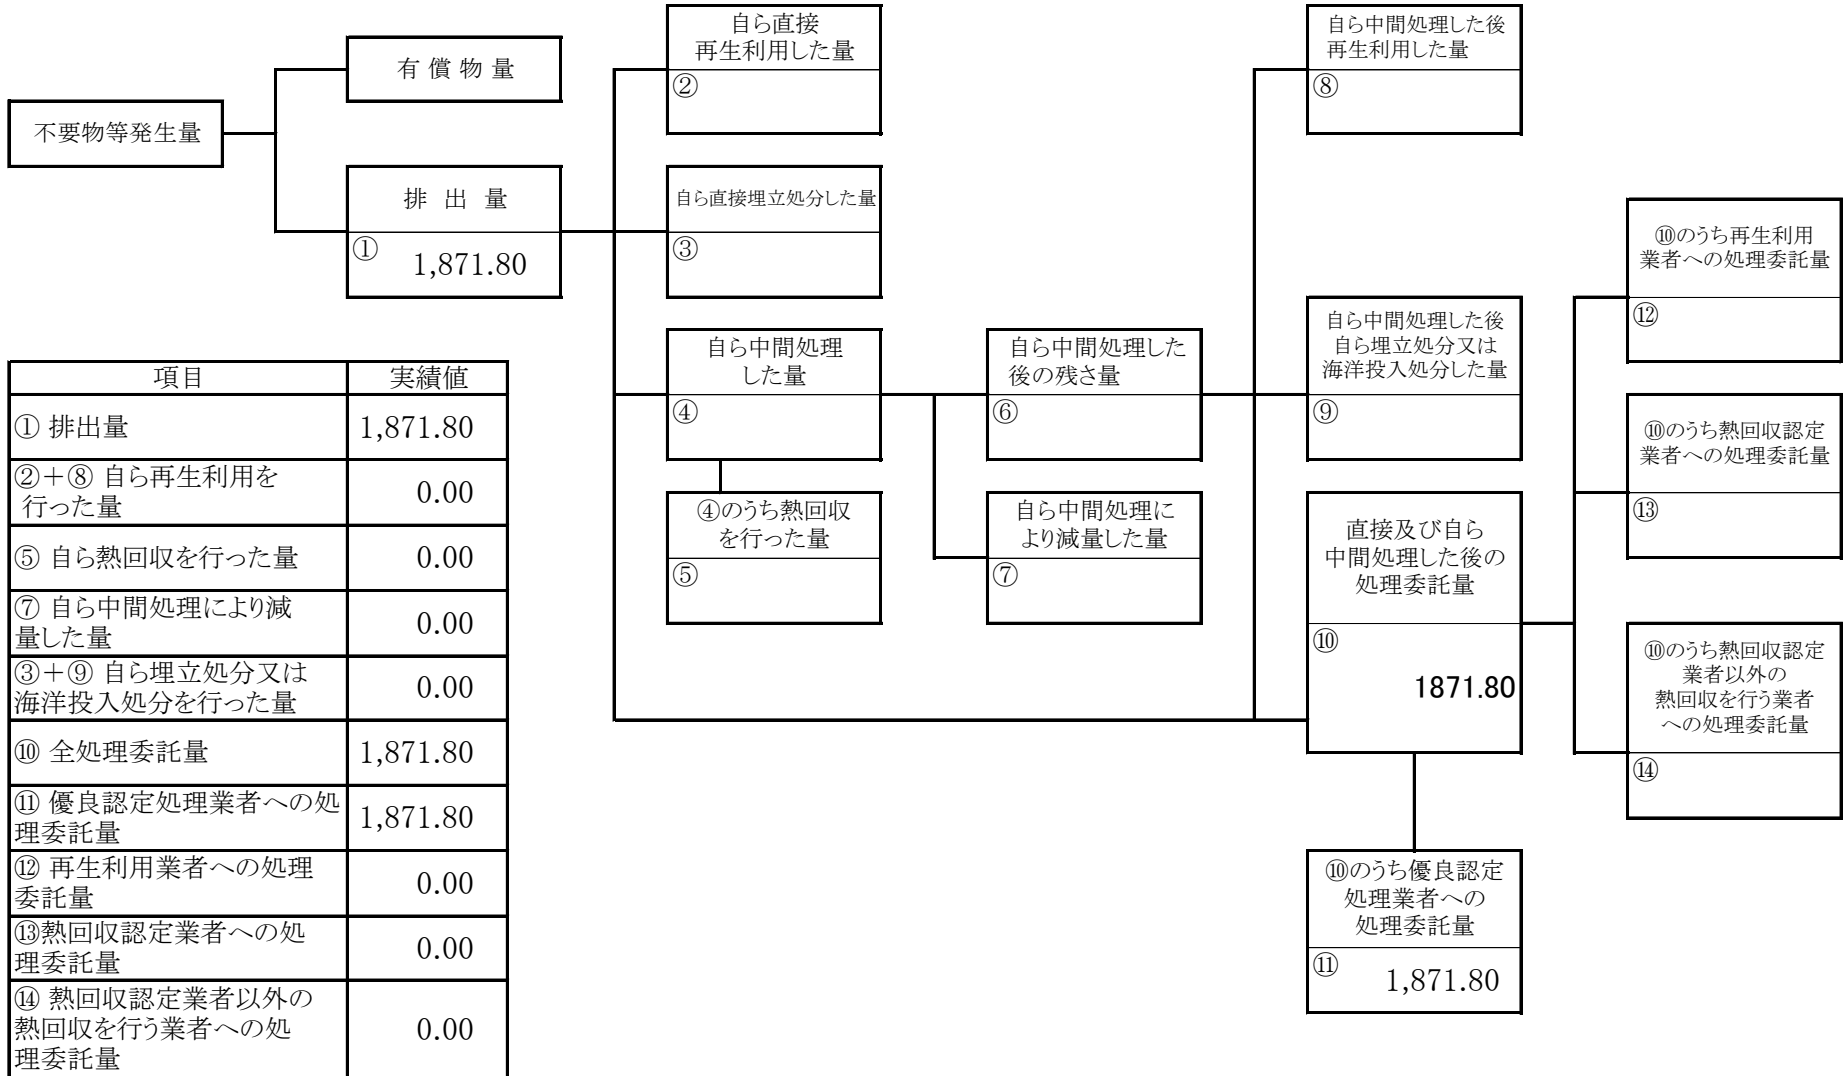 不要物等発生量
有 償 物 量
排 出 量
①
1,871.80
自ら直接
再生利用した量
②
自ら直接埋立処分した量
③
自ら中間処理
した量
④
④のうち熱回収
を行った量
⑤
自ら中間処理した
後の残さ量
⑥
自ら中間処理に
より減量した量
⑦
自ら中間処理した後
再生利用した量
⑧
自ら中間処理した後
自ら埋立処分又は
海洋投入処分した量
⑨
直接及び自ら
中間処理した後の
処理委託量
⑩
1871.80
⑩のうち優良認定
処理業者への
処理委託量
⑪
1,871.80
⑩のうち再生利用
業者への処理委託量
⑫
⑩のうち熱回収認定
業者への処理委託量
⑬
⑩のうち熱回収認定
業者以外の
熱回収を行う業者
への処理委託量
⑭
項目 実績値
① 排出量 1,871.80
②＋⑧ 自ら再生利用を
行った量 0.00
⑤ 自ら熱回収を行った量 0.00
⑦ 自ら中間処理により減
量した量 0.00
③＋⑨ 自ら埋立処分又は
海洋投入処分を行った量 0.00
⑩ 全処理委託量 1,871.80
⑪ 優良認定処理業者への処
理委託量 1,871.80
⑫ 再生利用業者への処理
委託量 0.00
⑬熱回収認定業者への処
理委託量 0.00
⑭ 熱回収認定業者以外の
熱回収を行う業者への処
理委託量 0.00